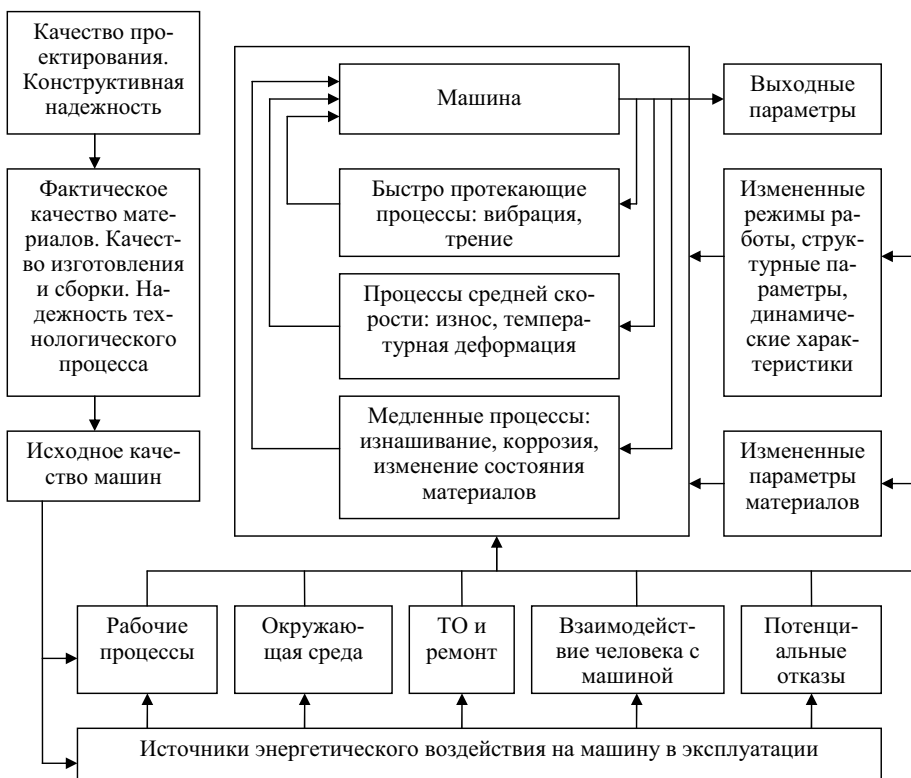 Качество про-
ектирования.
Конструктивная
надежность
Фактическое
качество мате-
риалов. Качест-
во изготовления
и сборки. На-
дежность тех-
нологического
процесса
Исходное каче-
ство машин
Машина
Быстро протекающие
процессы: вибрация,
трение
Процессы средней ско-
рости: износ, темпера-
турная деформация
Медленные процессы:
изнашивание, коррозия,
изменение состояния
материалов
Выходные
параметры
Измененные
режимы ра-
боты, струк-
турные па-
раметры,
динамиче-
ские харак-
теристики
Измененные
параметры
материалов
Рабочие
процессы
Окружаю-
щая среда
ТО и
ремонт
Взаимодейст-
вие человека с
машиной
Потенци-
альные
отказы
Источники энергетического воздействия на машину в эксплуатации